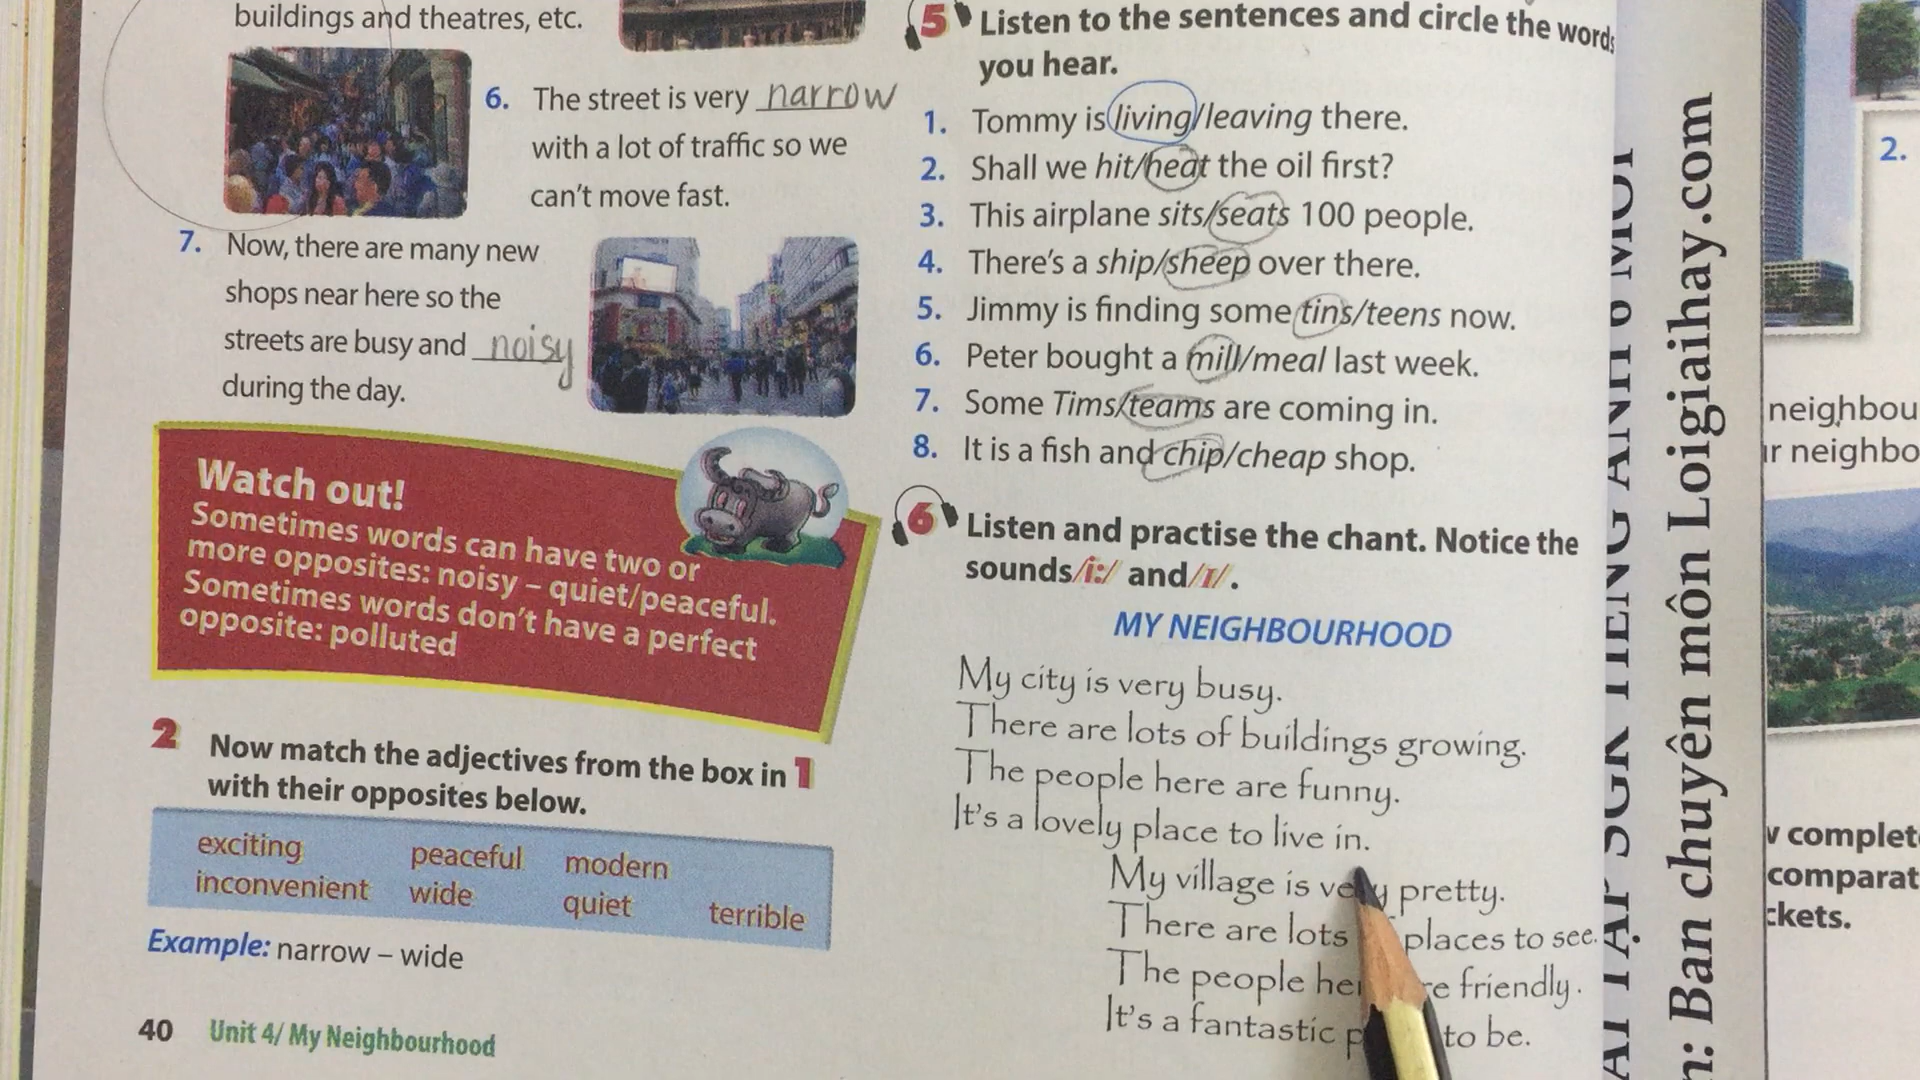 buildings and theatres, etc.
6. The street is very narrow
with a lot of traffic so we
can't move fast.
7. Now, there are many new
shops near here so the
streets are busy and noisy
during the day.
Watch out!
Sometimes words can have two or
more opposites: noisy – quiet/peaceful.
Sometimes words don't have a perfect
opposite: polluted
2 Now match the adjectives from the box in 1
with their opposites below.
exciting peaceful modern
inconvenient wide quiet terrible
Example: narrow – wide
40 Unit 4/ My Neighbourhood
5 Listen to the sentences and circle the words
you hear.
1. Tommy is living/leaving there.
2. Shall we hit/heat the oil first?
3. This airplane sits/seats 100 people.
4. There's a ship/sheep over there.
5. Jimmy is finding some tins/teens now.
6. Peter bought a mill/meal last week.
7. Some Tims/teams are coming in.
8. It is a fish and chip/cheap shop.
6 Listen and practise the chant. Notice the
sounds /i:/ and /ɪ/.
MY NEIGHBOURHOOD
My city is very busy.
There are lots of buildings growing.
The people here are funny.
It's a lovely place to live in.
My village is very pretty.
There are lots places to see.
The people friendly.
It's a fantastic to be.
Ban chuyên môn Loigiaihay.com
2.
comparat
ckets.